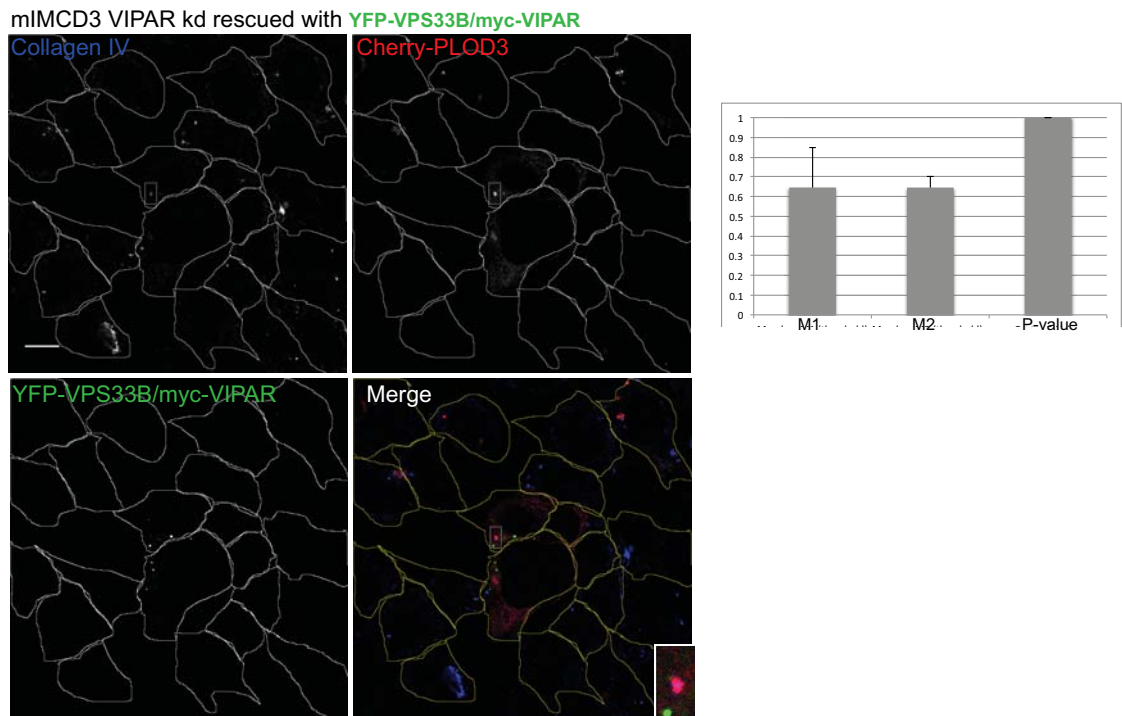 mIMCD3 VIPAR kd rescued with YFP-VPS33B/myc-VIPAR
Collagen IV
Cherry-PLOD3
1
0.9
0.8
0.7
0.6
0.5
0.4
0.3
0.2
0.1
0
M1 M2 P-value
YFP-VPS33B/myc-VIPAR
Merge